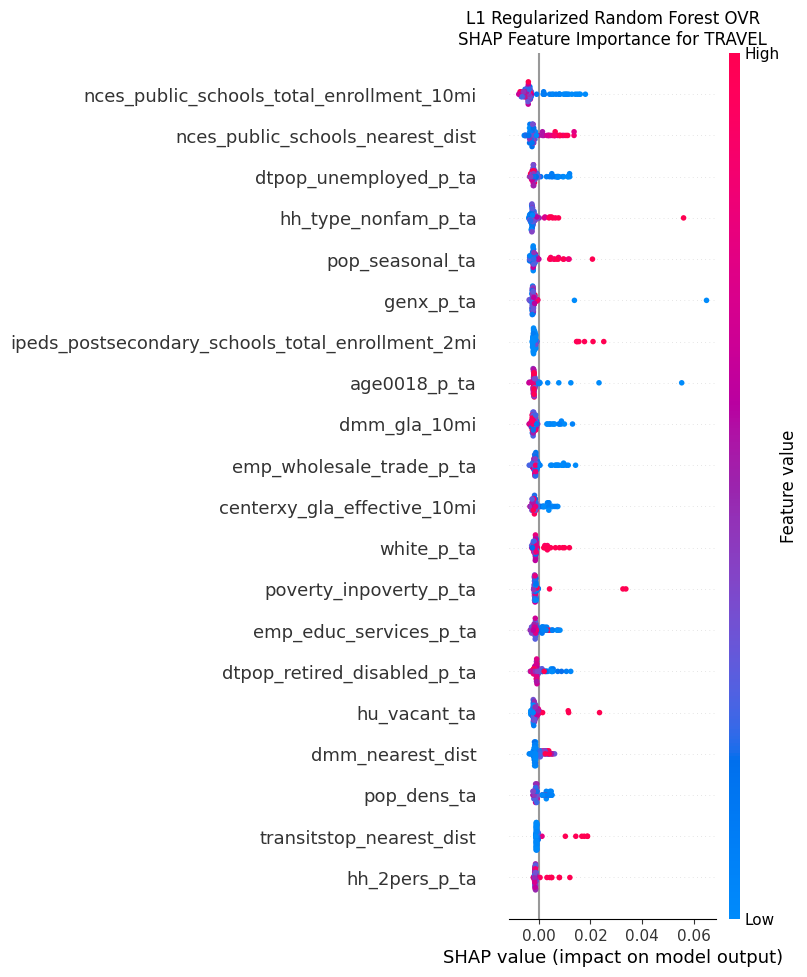 L1 Regularized Random Forest OVR
SHAP Feature Importance for TRAVEL
High
nces_public_schools_total_enrollment_10mi
nces_public_schools_nearest_dist
dtpop_unemployed_p_ta
hh_type_nonfam_p_ta
pop_seasonal_ta
genx_p_ta
ipeds_postsecondary_schools_total_enrollment_2mi
age0018_p_ta
dmm_gla_10mi
emp_wholesale_trade_p_ta
centerxy_gla_effective_10mi
white_p_ta
poverty_inpoverty_p_ta
emp_educ_services_p_ta
dtpop_retired_disabled_p_ta
hu_vacant_ta
dmm_nearest_dist
pop_dens_ta
transitstop_nearest_dist
hh_2pers_p_ta
Feature value
Low
0.00 0.02 0.04 0.06
SHAP value (impact on model output)